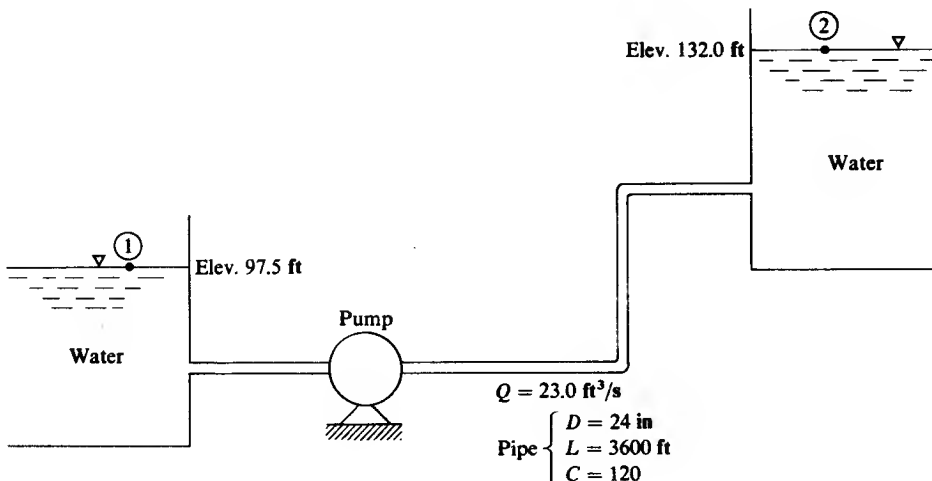 2
Elev. 132.0 ft
Water
1
Elev. 97.5 ft
Pump
Water
Q = 23.0 ft³/s
Pipe { D = 24 in
L = 3600 ft
C = 120